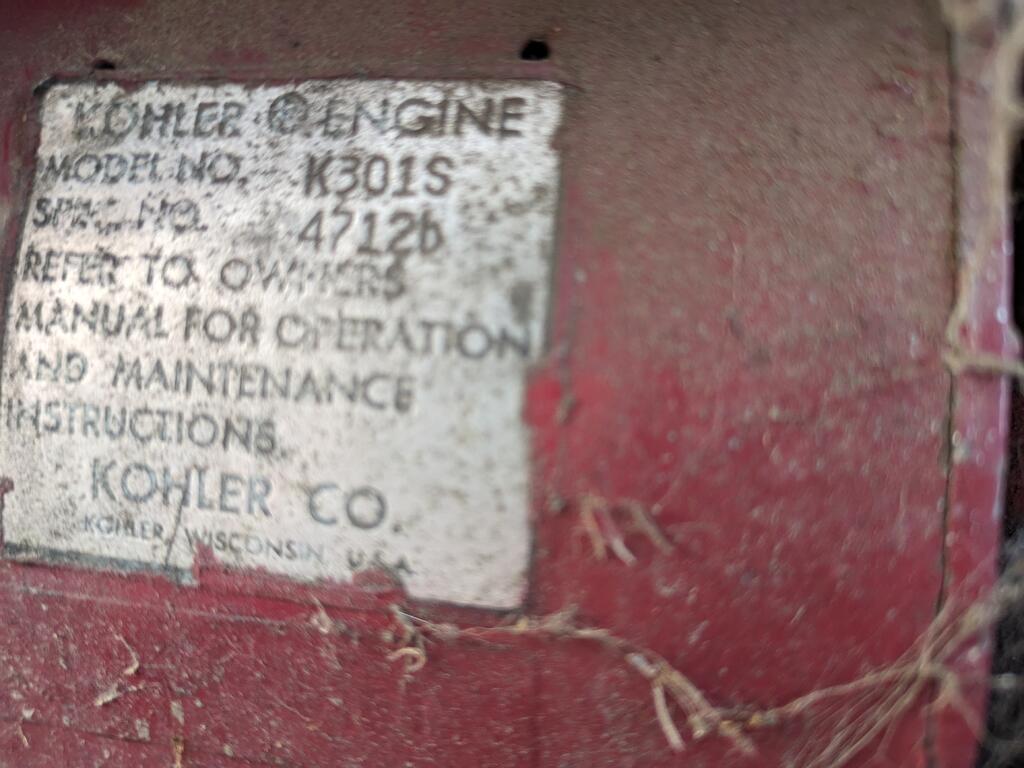 KOHLER ® ENGINE
MODEL NO. K301S
SPEC. NO. 4712b
REFER TO OWNERS
MANUAL FOR OPERATION
AND MAINTENANCE
INSTRUCTIONS.
KOHLER CO.
KOHLER, WISCONSIN U.S.A.